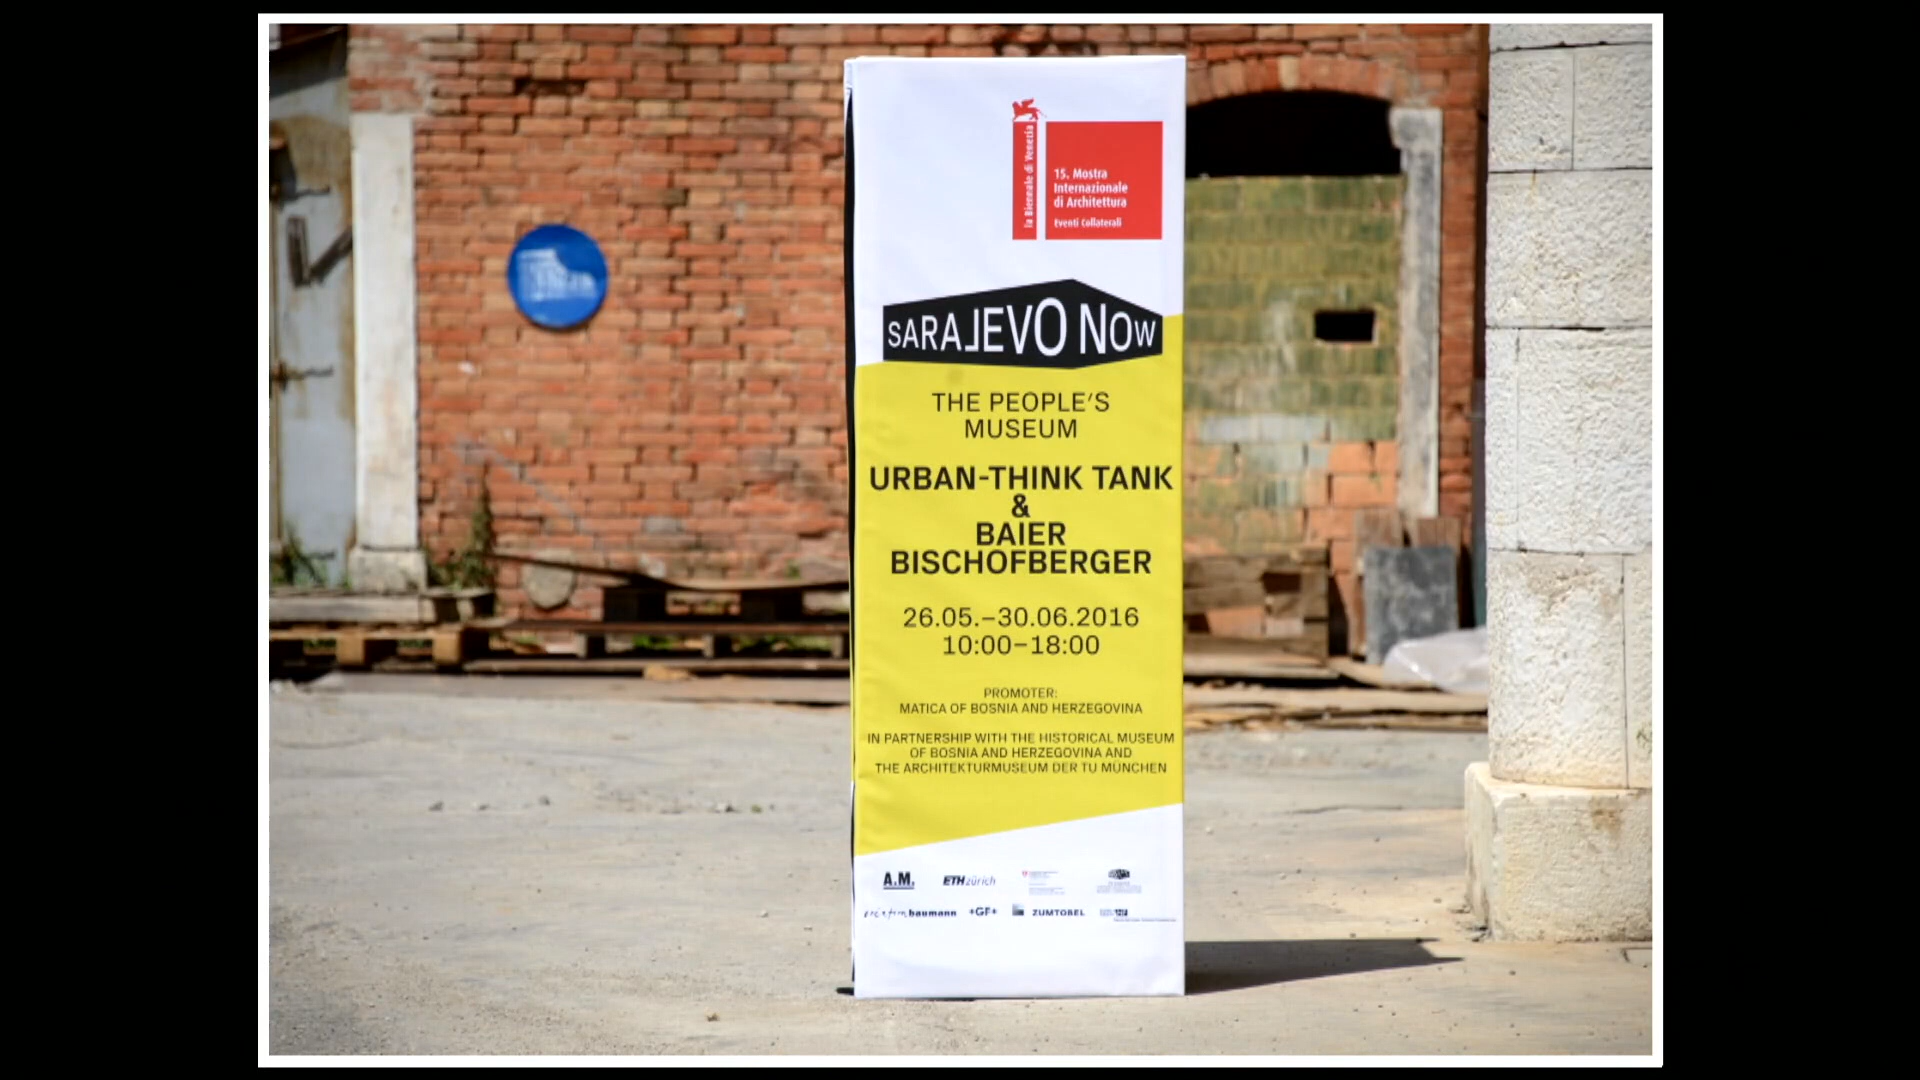 la Biennale di Venezia
15. Mostra
Internazionale
di Architettura
Eventi Collaterali
SARAJEVO NOW
THE PEOPLE'S
MUSEUM
URBAN-THINK TANK
&
BAIER
BISCHOFBERGER
26.05.–30.06.2016
10:00–18:00
PROMOTER:
MATICA OF BOSNIA AND HERZEGOVINA
IN PARTNERSHIP WITH THE HISTORICAL MUSEUM
OF BOSNIA AND HERZEGOVINA AND
THE ARCHITEKTURMUSEUM DER TU MÜNCHEN
A.M. ETH zürich
baumann +GF+ ZUMTOBEL